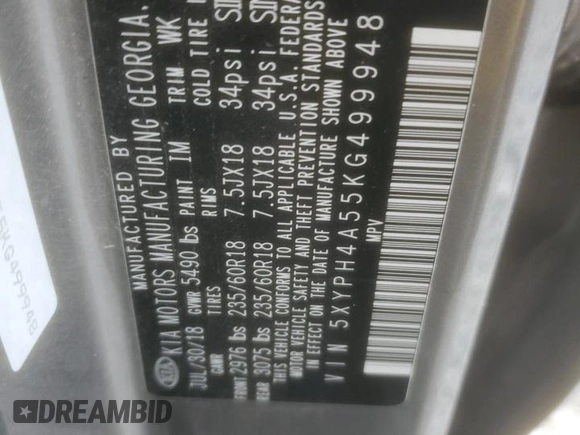 MANUFACTURED BY
KIA KIA MOTORS MANUFACTURING GEORGIA,
JUL/30/18 GVWR 5490 lbs PAINT IM TRIM WK
GAWR TIRES RIMS COLD TIRE
FRONT 2976 lbs 235/60R18 7.5JX18 34psi
REAR 3075 lbs 235/60R18 7.5JX18 34psi
THIS VEHICLE CONFORMS TO ALL APPLICABLE U.S.A. FEDERAL
MOTOR VEHICLE SAFETY AND THEFT PREVENTION STANDARDS
IN EFFECT ON THE DATE OF MANUFACTURE SHOWN ABOVE
VIN 5XYPH4A55KG499948
MPV
5KG499948
DREAMBID